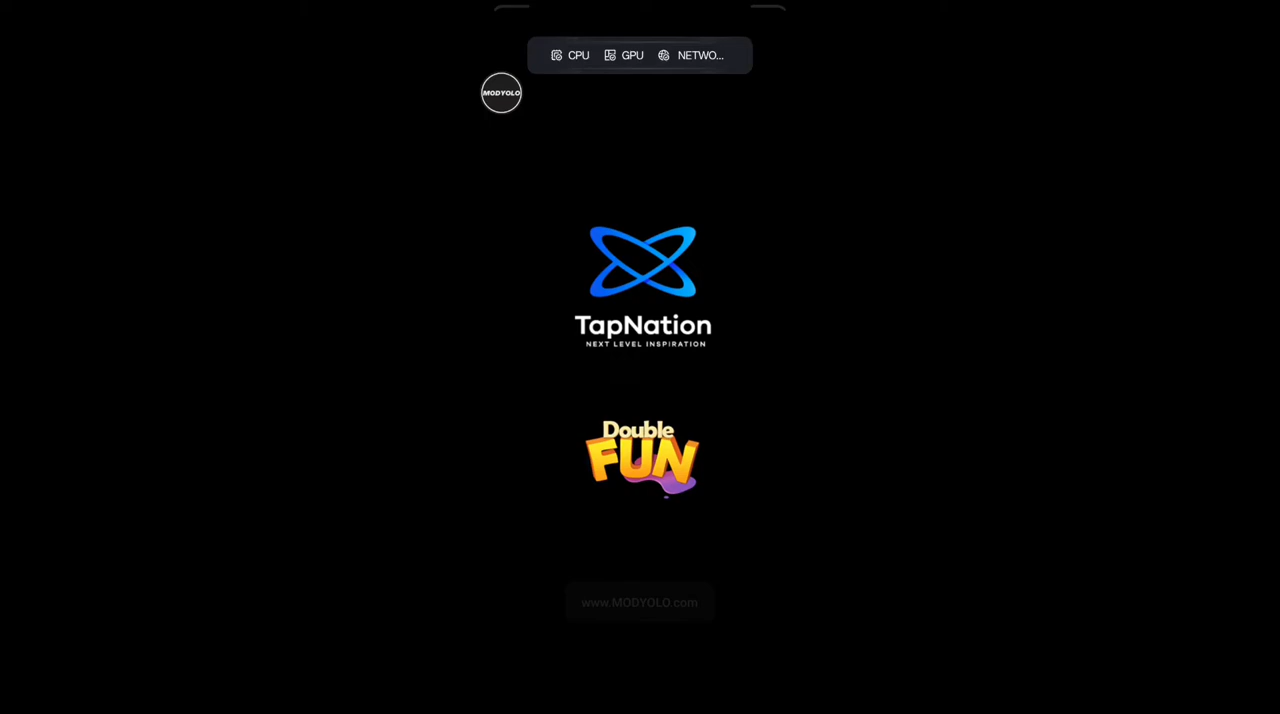 CPU GPU NETWO...
MODYOLO
TapNation
NEXT LEVEL INSPIRATION
Double
FUN
www.MODYOLO.com